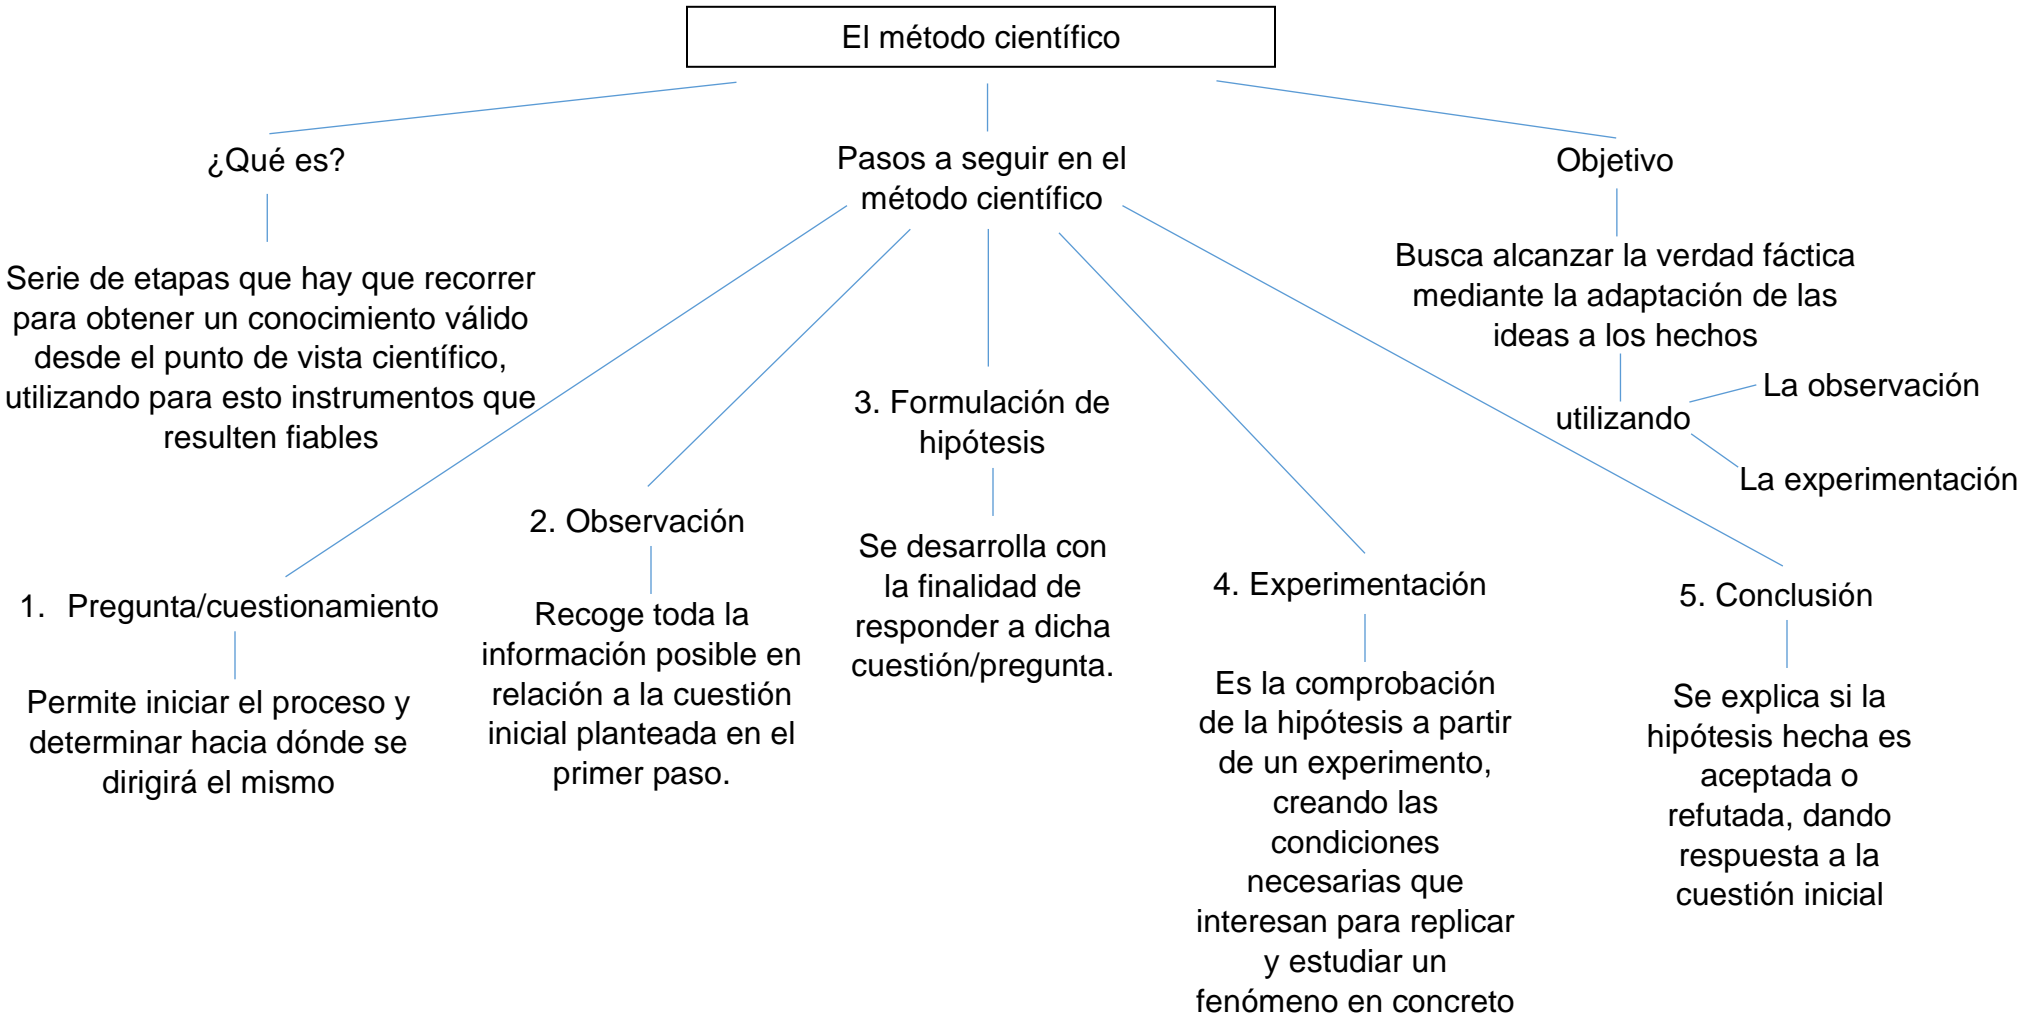 El método científico
¿Qué es?
Serie de etapas que hay que recorrer
para obtener un conocimiento válido
desde el punto de vista científico,
utilizando para esto instrumentos que
resulten fiables
Pasos a seguir en el
método científico
1. Pregunta/cuestionamiento
Permite iniciar el proceso y
determinar hacia dónde se
dirigirá el mismo
2. Observación
Recoge toda la
información posible en
relación a la cuestión
inicial planteada en el
primer paso.
3. Formulación de
hipótesis
Se desarrolla con
la finalidad de
responder a dicha
cuestión/pregunta.
4. Experimentación
Es la comprobación
de la hipótesis a partir
de un experimento,
creando las
condiciones
necesarias que
interesan para replicar
y estudiar un
fenómeno en concreto
5. Conclusión
Se explica si la
hipótesis hecha es
aceptada o
refutada, dando
respuesta a la
cuestión inicial
Objetivo
Busca alcanzar la verdad fáctica
mediante la adaptación de las
ideas a los hechos
utilizando
La observación
La experimentación